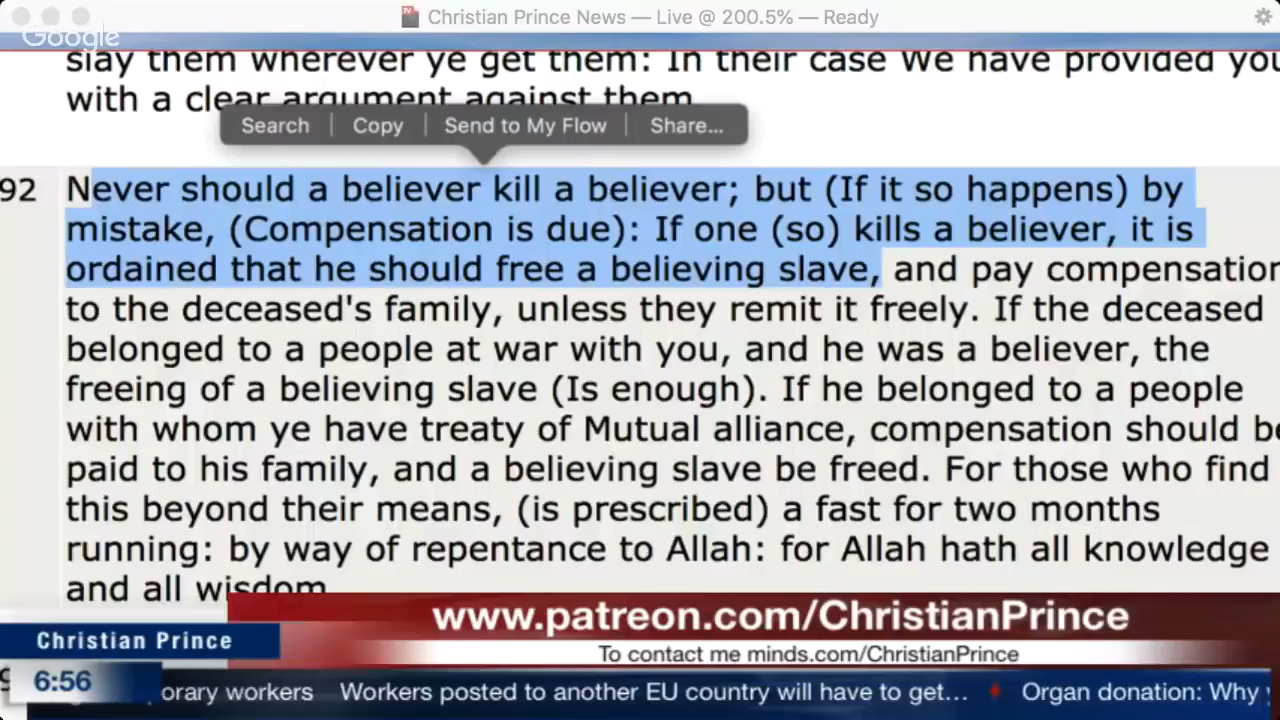 Christian Prince News — Live @ 200.5% — Ready
Google
slay them wherever ye get them: In their case We have provided you
with a clear argument against them.
Search Copy Send to My Flow Share...
92 Never should a believer kill a believer; but (If it so happens) by
mistake, (Compensation is due): If one (so) kills a believer, it is
ordained that he should free a believing slave, and pay compensation
to the deceased's family, unless they remit it freely. If the deceased
belonged to a people at war with you, and he was a believer, the
freeing of a believing slave (Is enough). If he belonged to a people
with whom ye have treaty of Mutual alliance, compensation should be
paid to his family, and a believing slave be freed. For those who find
this beyond their means, (is prescribed) a fast for two months
running: by way of repentance to Allah: for Allah hath all knowledge
and all wisdom
www.patreon.com/ChristianPrince
Christian Prince
To contact me minds.com/ChristianPrince
6:56
orary workers Workers posted to another EU country will have to get... Organ donation: Why